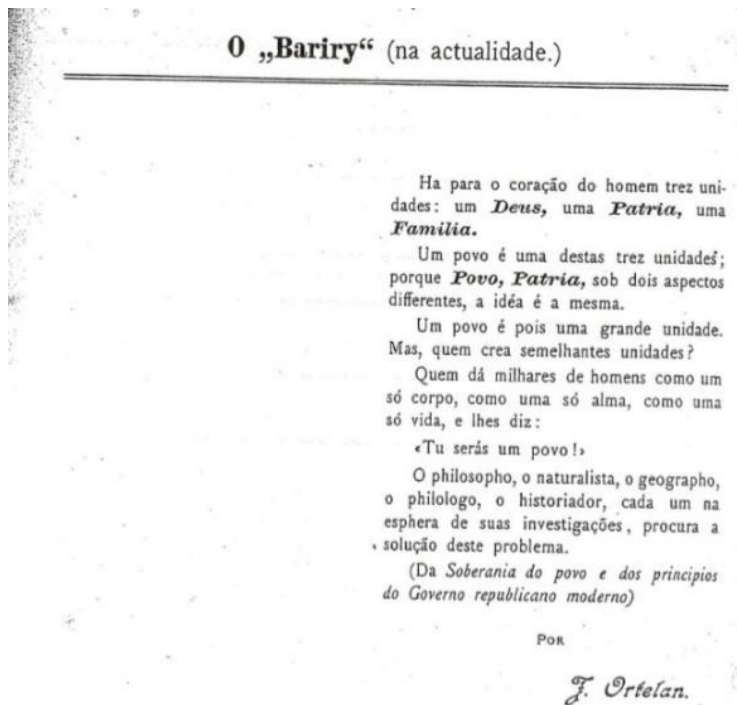 O „Bariry“ (na actualidade.)
Ha para o coração do homem trez uni-
dades: um Deus, uma Patria, uma
Familia.
Um povo é uma destas trez unidades;
porque Povo, Patria, sob dois aspectos
differentes, a idéa é a mesma.
Um povo é pois uma grande unidade.
Mas, quem crea semelhantes unidades?
Quem dá milhares de homens como um
só corpo, como uma só alma, como uma
só vida, e lhes diz:
«Tu serás um povo!»
O philosopho, o naturalista, o geographo,
o philologo, o historiador, cada um na
esphera de suas investigações, procura a
solução deste problema.
(Da Soberania do povo e dos principios
do Governo republicano moderno)
POR
J. Ortelan.